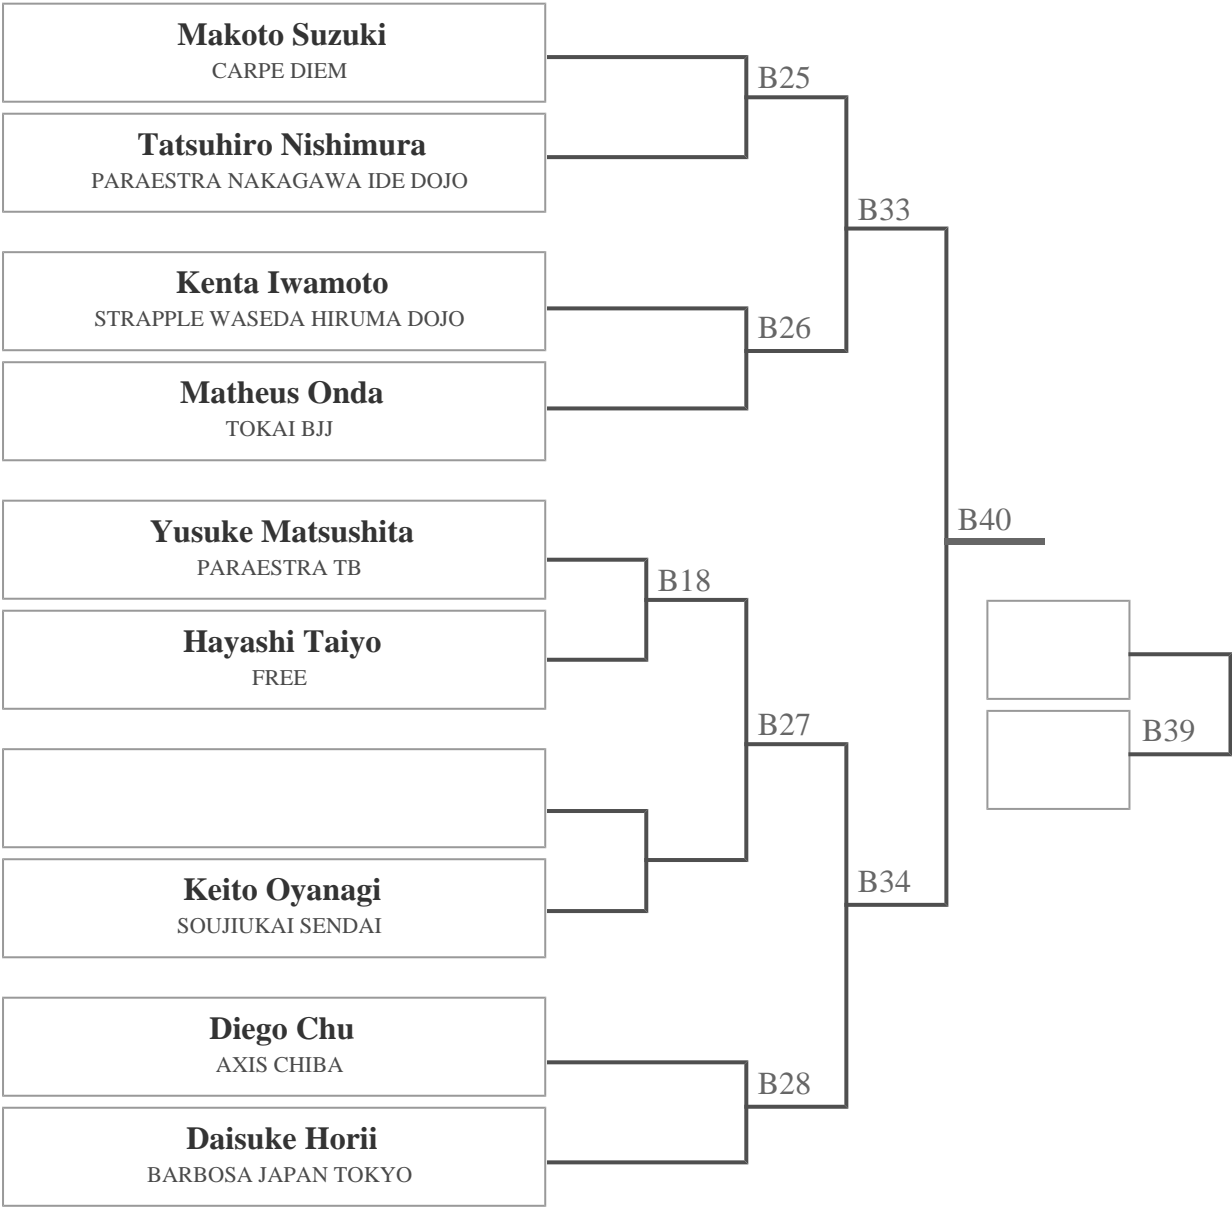 Makoto Suzuki
CARPE DIEM
B25
Tatsuhiro Nishimura
PARAESTRA NAKAGAWA IDE DOJO
B33
Kenta Iwamoto
STRAPPLE WASEDA HIRUMA DOJO
B26
Matheus Onda
TOKAI BJJ
Yusuke Matsushita
PARAESTRA TB
B40
B18
Hayashi Taiyo
FREE
B27
B39
Keito Oyanagi
SOUJIUKAI SENDAI
B34
Diego Chu
AXIS CHIBA
B28
Daisuke Horii
BARBOSA JAPAN TOKYO